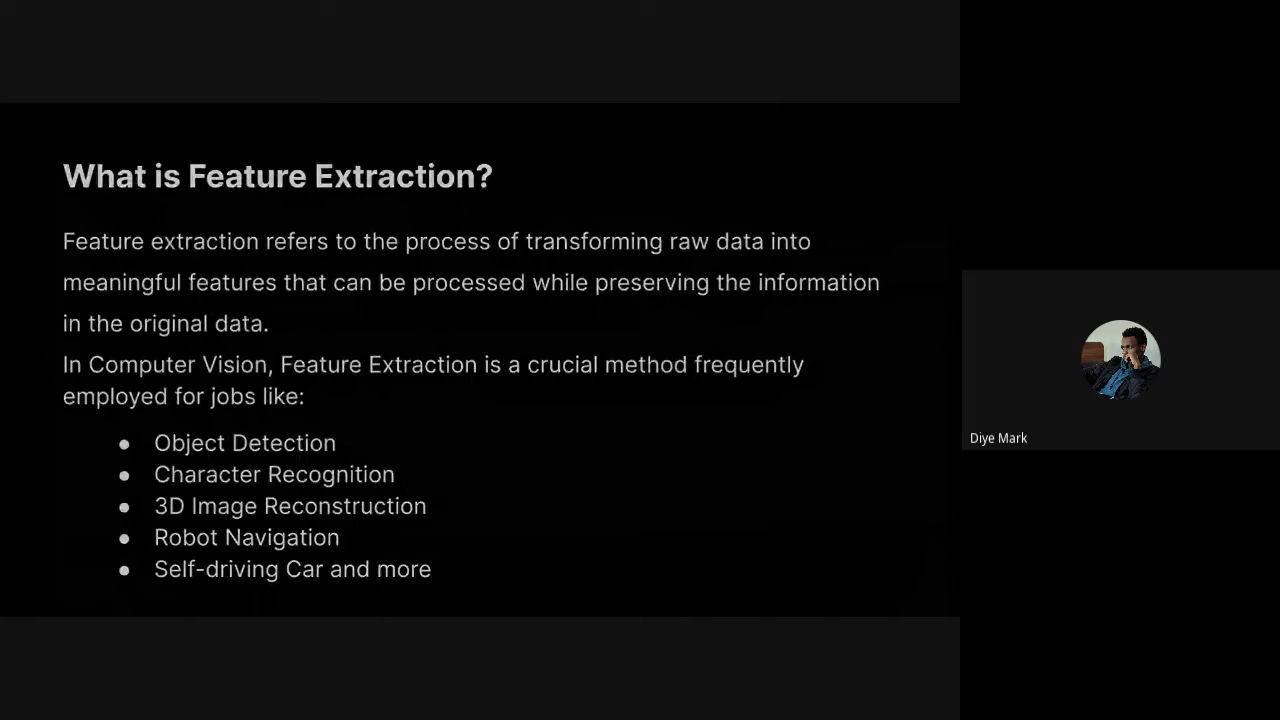 What is Feature Extraction?
Feature extraction refers to the process of transforming raw data into
meaningful features that can be processed while preserving the information
in the original data.
In Computer Vision, Feature Extraction is a crucial method frequently
employed for jobs like:
● Object Detection
● Character Recognition
● 3D Image Reconstruction
● Robot Navigation
● Self-driving Car and more
Diye Mark